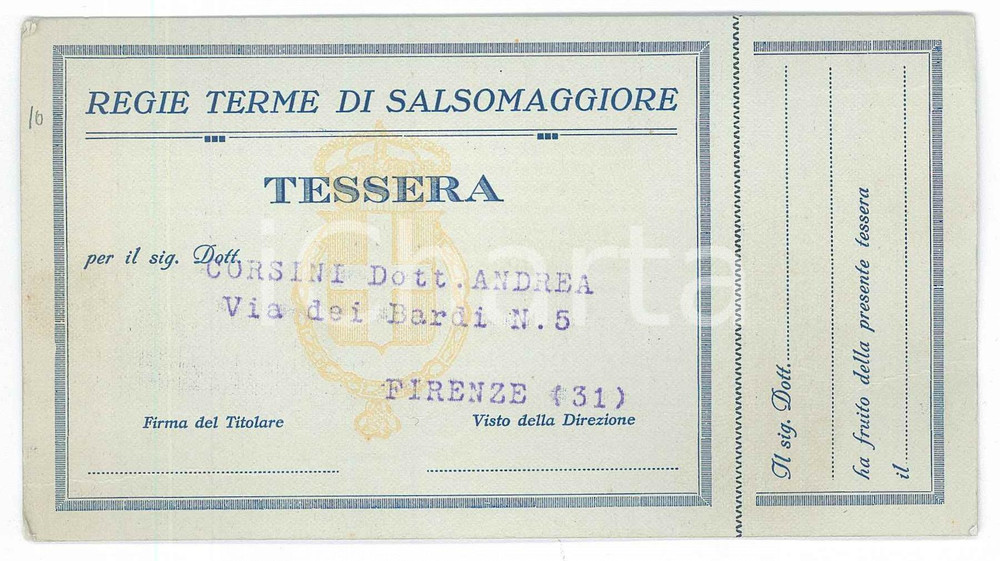 10
REGIE TERME DI SALSOMAGGIORE
TESSERA
per il sig. Dott.
CORSINI Dott. ANDREA
Via dei Bardi N. 5
FIRENZE (31)
Firma del Titolare
Visto della Direzione
Il sig. Dott.
ha fruito della presente tessera
il
iCharta